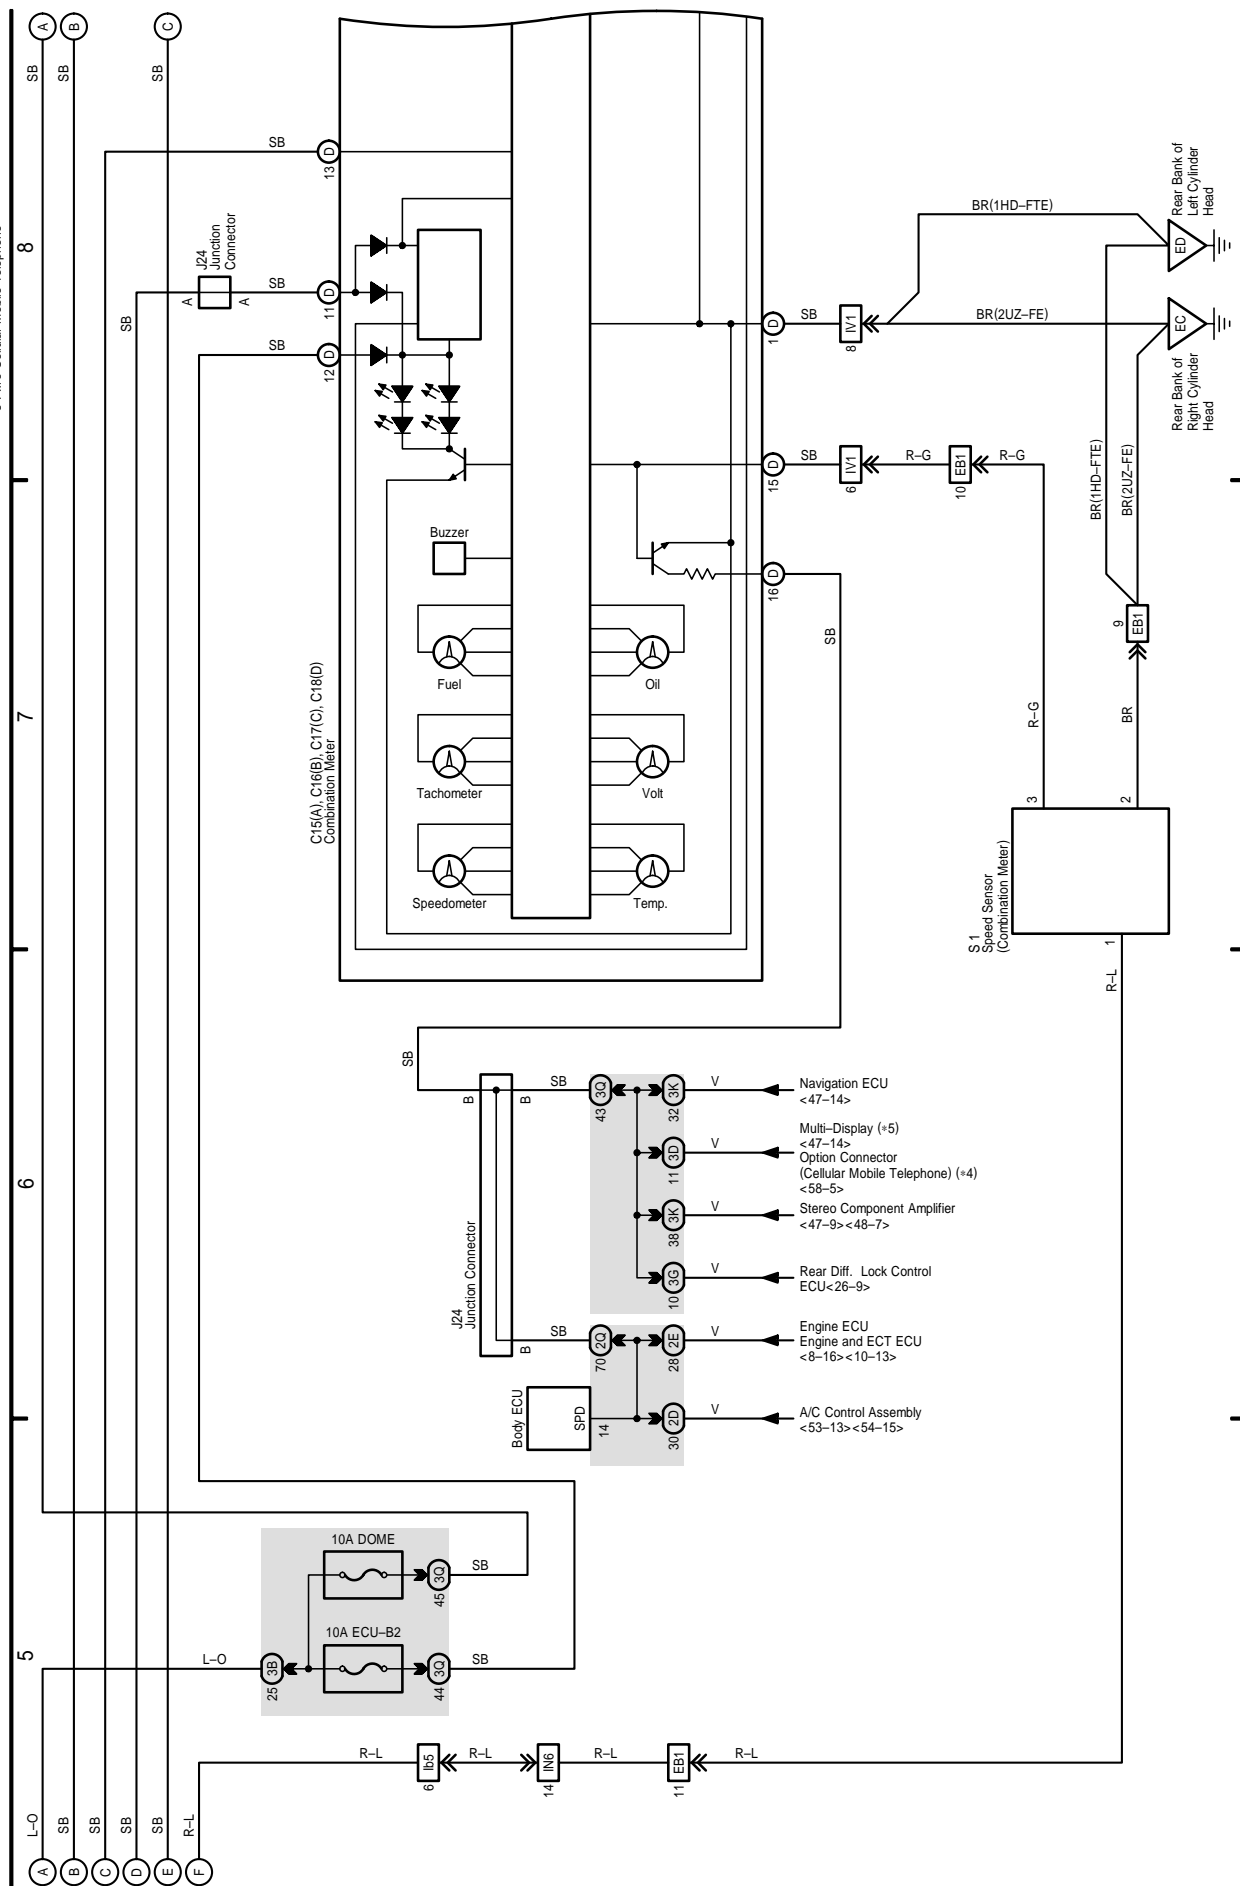 A
B
C
SB
SB
SB
8
SB
13
D
J24
Junction
Connector
A
A
SB
11
D
SB
SB
12
D
1
D
SB
8
IV1
BR(1HD–FTE)
BR(2UZ–FE)
ED
Rear Bank of
Left Cylinder
Head
EC
Rear Bank of
Right Cylinder
Head
15
D
SB
6
IV1
R–G
10
EB1
R–G
BR(1HD–FTE)
BR(2UZ–FE)
Buzzer
16
D
SB
9
EB1
7
C15(A), C16(B), C17(C), C18(D)
Combination Meter
Fuel
Oil
Tachometer
Volt
Speedometer
Temp.
R–G
BR
3
2
S 1
Speed Sensor
(Combination Meter)
1
R–L
6
SB
J24
Junction Connector
B
B
SB
43
3Q
32
3K
V
Navigation ECU
<47–14>
11
3D
V
Multi–Display (*5)
<47–14>
Option Connector
(Cellular Mobile Telephone) (*4)
<58–5>
38
3K
V
Stereo Component Amplifier
<47–9><48–7>
10
3G
V
Rear Diff. Lock Control
ECU<26–9>
B
SB
70
2Q
28
2E
V
Engine ECU
Engine and ECT ECU
<8–16><10–13>
Body ECU
SPD
14
30
2D
V
A/C Control Assembly
<53–13><54–15>
5
10A DOME
45
3Q
SB
10A ECU–B2
L–O
25
3B
44
3Q
SB
R–L
6
Ib5
R–L
14
IN6
R–L
11
EB1
R–L
L–O
SB
SB
SB
SB
R–L
A
B
C
D
E
F